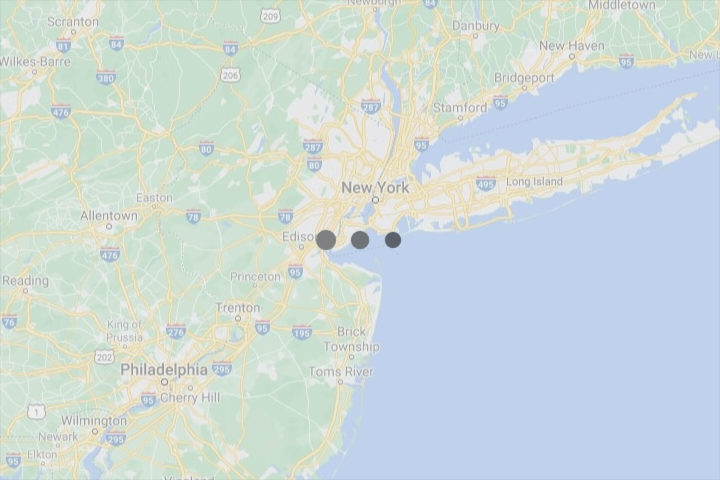 Newburgh
84
Middletown
Scranton
209
Danbury
81
84
84
New Haven
Wilkes-Barre
206
95
380
Bridgeport
287
Stamford
95
476
80
287
95
80
495
Long Island
New York
Easton
Allentown
78
78
Edison
476
95
Reading
Princeton
Trenton
76
King of
Prussia
276
95
195
Brick
Township
202
Philadelphia
295
Toms River
95
Cherry Hill
1
Wilmington
Newark
295
Elkton
95